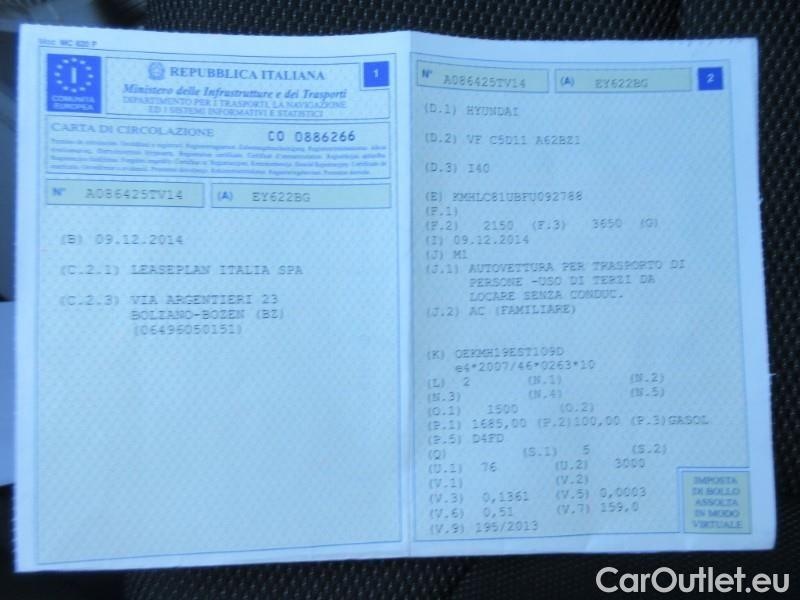 Mod. MC 820 F
I
COMUNITÀ
EUROPEA
REPUBBLICA ITALIANA
1
Ministero delle Infrastrutture e dei Trasporti
DIPARTIMENTO PER I TRASPORTI, LA NAVIGAZIONE
ED I SISTEMI INFORMATIVI E STATISTICI
CARTA DI CIRCOLAZIONE
CO 0886266
N° A086425TV14 (A) EY622BG
(B) 09.12.2014
(C.2.1) LEASEPLAN ITALIA SPA
(C.2.3) VIA ARGENTIERI 23
BOLZANO-BOZEN (BZ)
(06496050151)
N° A086425TV14 (A) EY622BG
2
(D.1) HYUNDAI
(D.2) VF C5D11 A62BZ1
(D.3) I40
(E) KMHLC81UBFU092788
(F.1)
(F.2) 2150 (F.3) 3650 (G)
(I) 09.12.2014
(J) M1
(J.1) AUTOVETTURA PER TRASPORTO DI
PERSONE -USO DI TERZI DA
LOCARE SENZA CONDUC.
(J.2) AC (FAMILIARE)
(K) OEKMH19EST109D
e4*2007/46*0263*10
(L) 2 (N.1) (N.2)
(N.3) (N.4) (N.5)
(O.1) 1500 (O.2)
(P.1) 1685,00 (P.2)100,00 (P.3)GASOL
(P.5) D4FD
(Q) (S.1) 5 (S.2)
(U.1) 76 (U.2) 3000
(V.1) (V.2)
(V.3) 0,1361 (V.5) 0,0003
(V.6) 0,51 (V.7) 159,0
(V.9) 195/2013
IMPOSTA
DI BOLLO
ASSOLTA
IN MODO
VIRTUALE
CarOutlet.eu